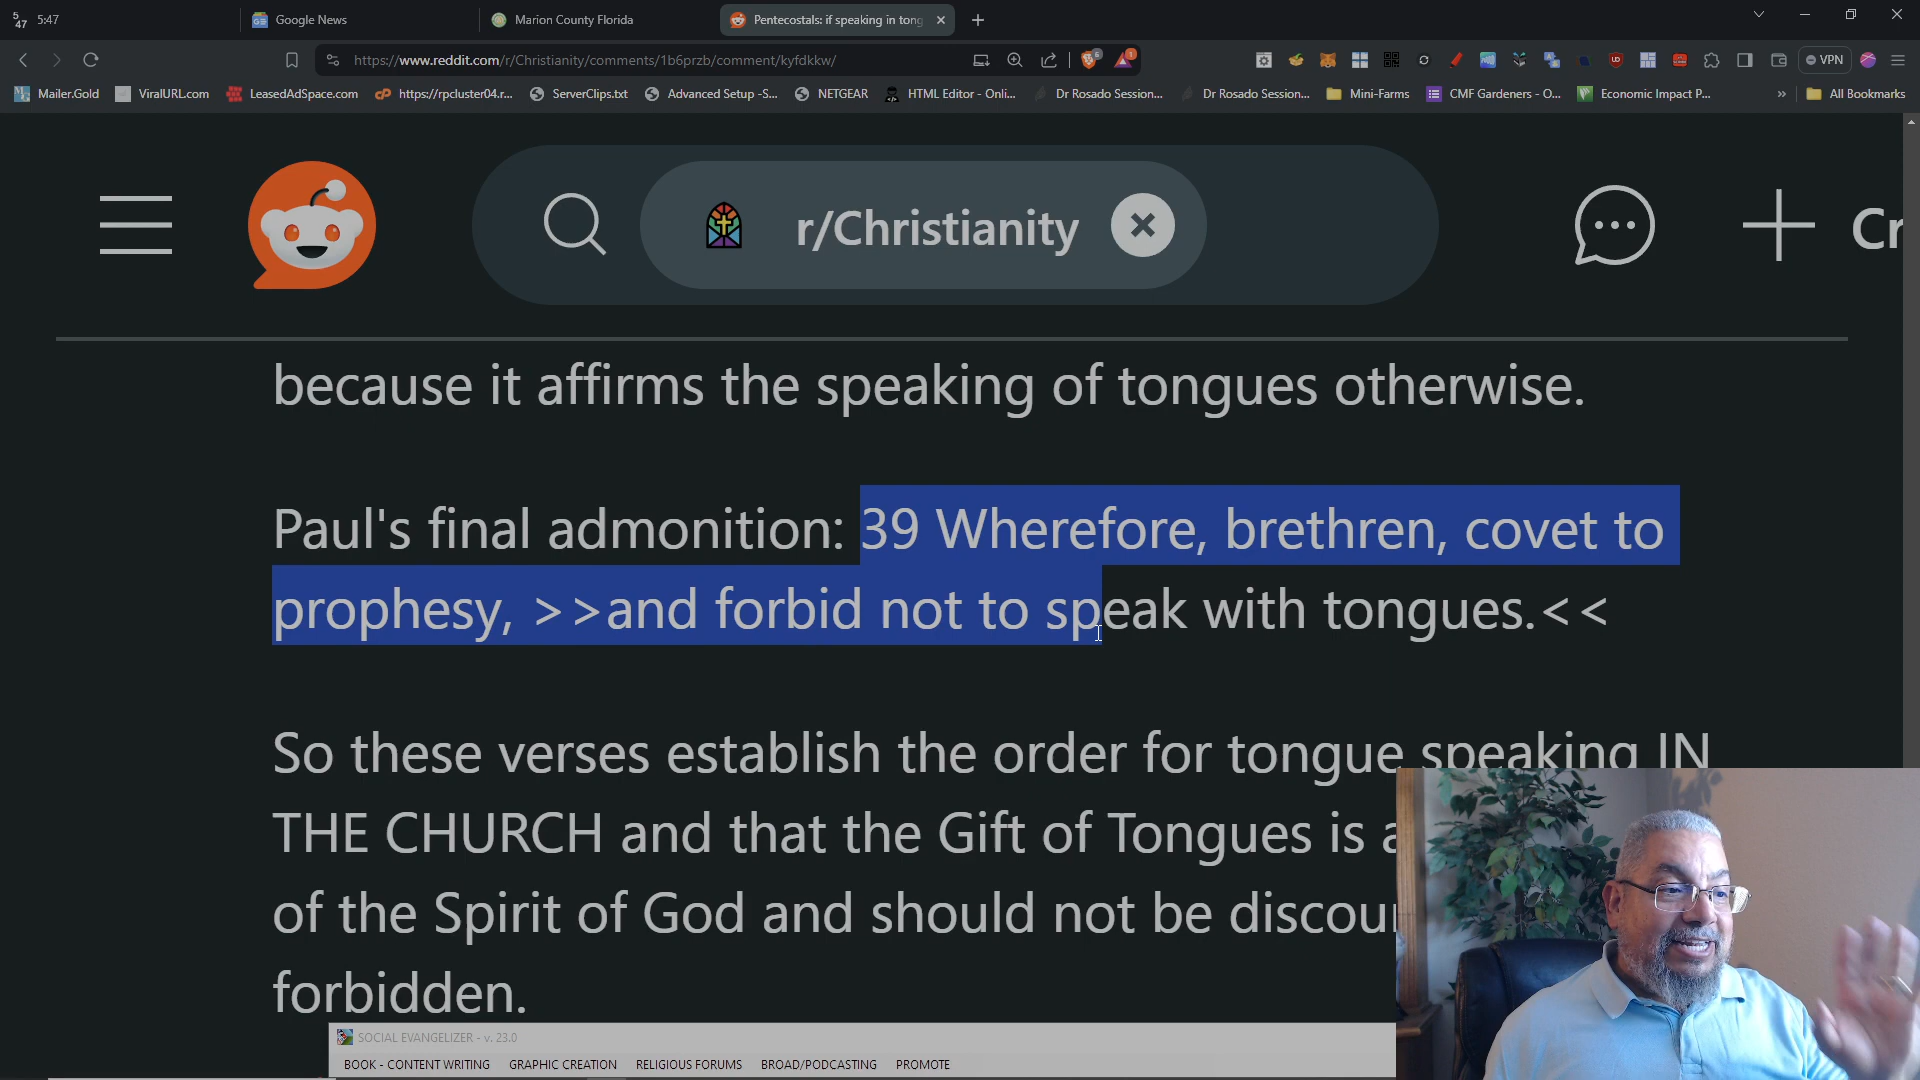 5:47
Google News
Marion County Florida
Pentecostals: if speaking in tong
https://www.reddit.com/r/Christianity/comments/1b6przb/comment/kyfdkkw/
VPN
Mailer.Gold
ViralURL.com
LeasedAdSpace.com
https://rpcluster04.r...
ServerClips.txt
Advanced Setup -S...
NETGEAR
HTML Editor - Onli...
Dr Rosado Session...
Dr Rosado Session...
Mini-Farms
CMF Gardeners - O...
Economic Impact P...
All Bookmarks
r/Christianity
Cr
because it affirms the speaking of tongues otherwise.
Paul's final admonition: 39 Wherefore, brethren, covet to
prophesy, >>and forbid not to speak with tongues.<<
So these verses establish the order for tongue speaking IN
THE CHURCH and that the Gift of Tongues is a
of the Spirit of God and should not be discour
forbidden.
SOCIAL EVANGELIZER - v. 23.0
BOOK - CONTENT WRITING
GRAPHIC CREATION
RELIGIOUS FORUMS
BROAD/PODCASTING
PROMOTE